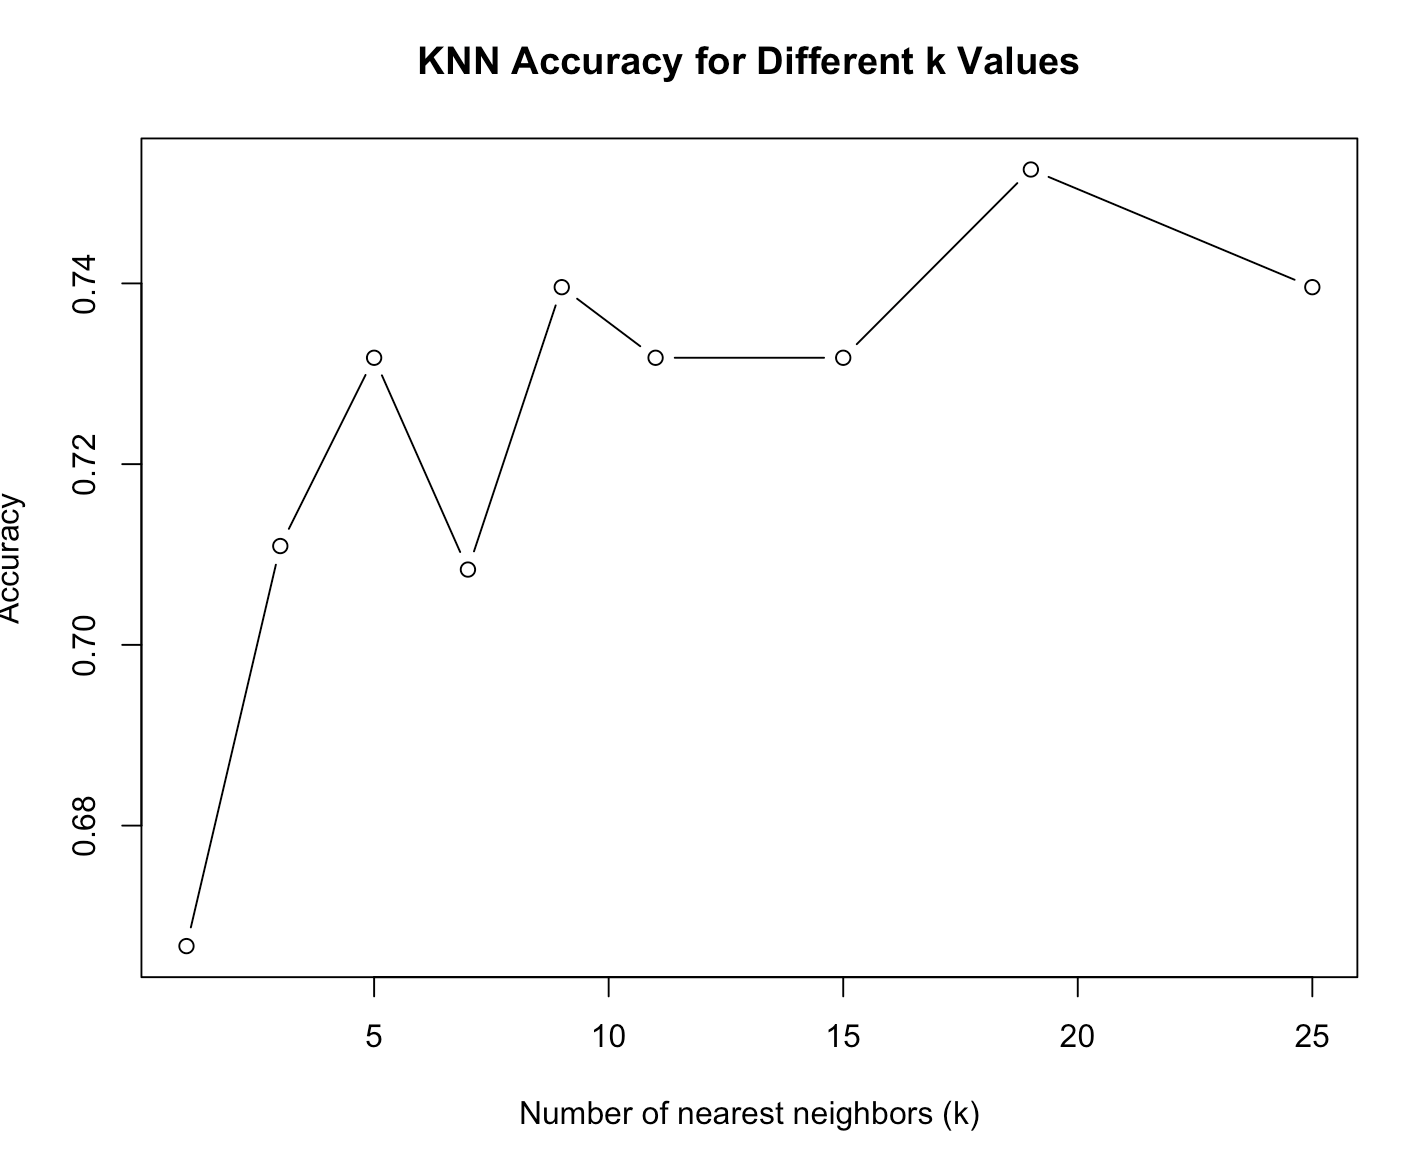 KNN Accuracy for Different k Values
Accuracy
0.74
0.72
0.70
0.68
5 10 15 20 25
Number of nearest neighbors (k)